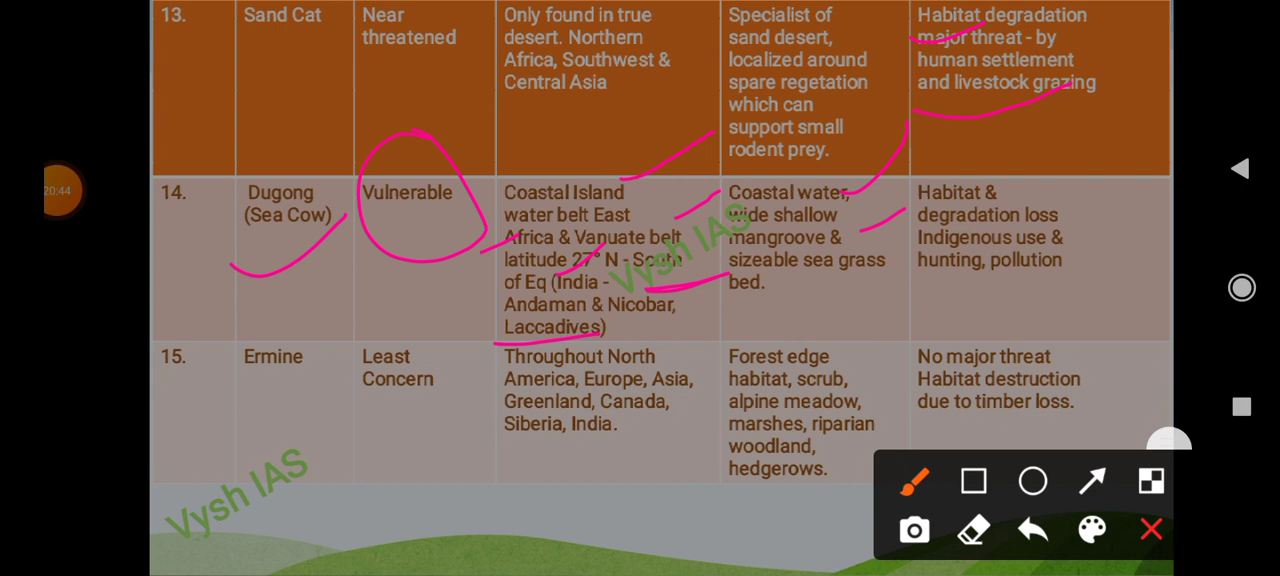 13.
Sand Cat
Near
threatened
Only found in true
desert. Northern
Africa, Southwest &
Central Asia
Specialist of
sand desert,
localized around
spare regetation
which can
support small
rodent prey.
Habitat degradation
major threat - by
human settlement
and livestock grazing
20:44
14.
Dugong
(Sea Cow)
Vulnerable
Coastal Island
water belt East
Africa & Vanuate belt
latitude 27° N - South
of Eq (India -
Andaman & Nicobar,
Laccadives)
Coastal water,
wide shallow
mangroove &
sizeable sea grass
bed.
Habitat &
degradation loss
Indigenous use &
hunting, pollution
Vysh IAS
15.
Ermine
Least
Concern
Throughout North
America, Europe, Asia,
Greenland, Canada,
Siberia, India.
Forest edge
habitat, scrub,
alpine meadow,
marshes, riparian
woodland,
hedgerows.
No major threat
Habitat destruction
due to timber loss.
Vysh IAS